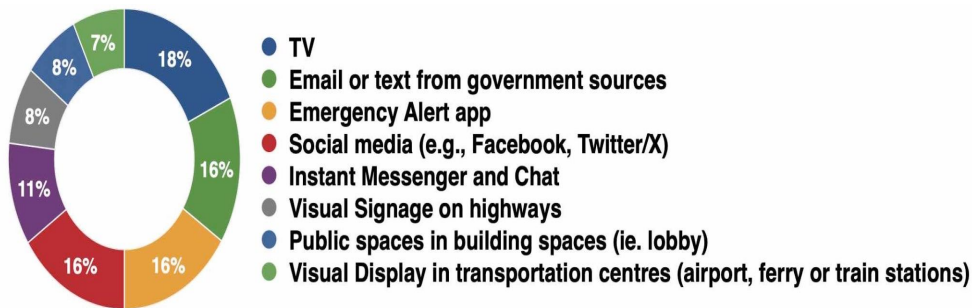 18%
16%
16%
16%
11%
8%
8%
7%
TV
Email or text from government sources
Emergency Alert app
Social media (e.g., Facebook, Twitter/X)
Instant Messenger and Chat
Visual Signage on highways
Public spaces in building spaces (ie. lobby)
Visual Display in transportation centres (airport, ferry or train stations)